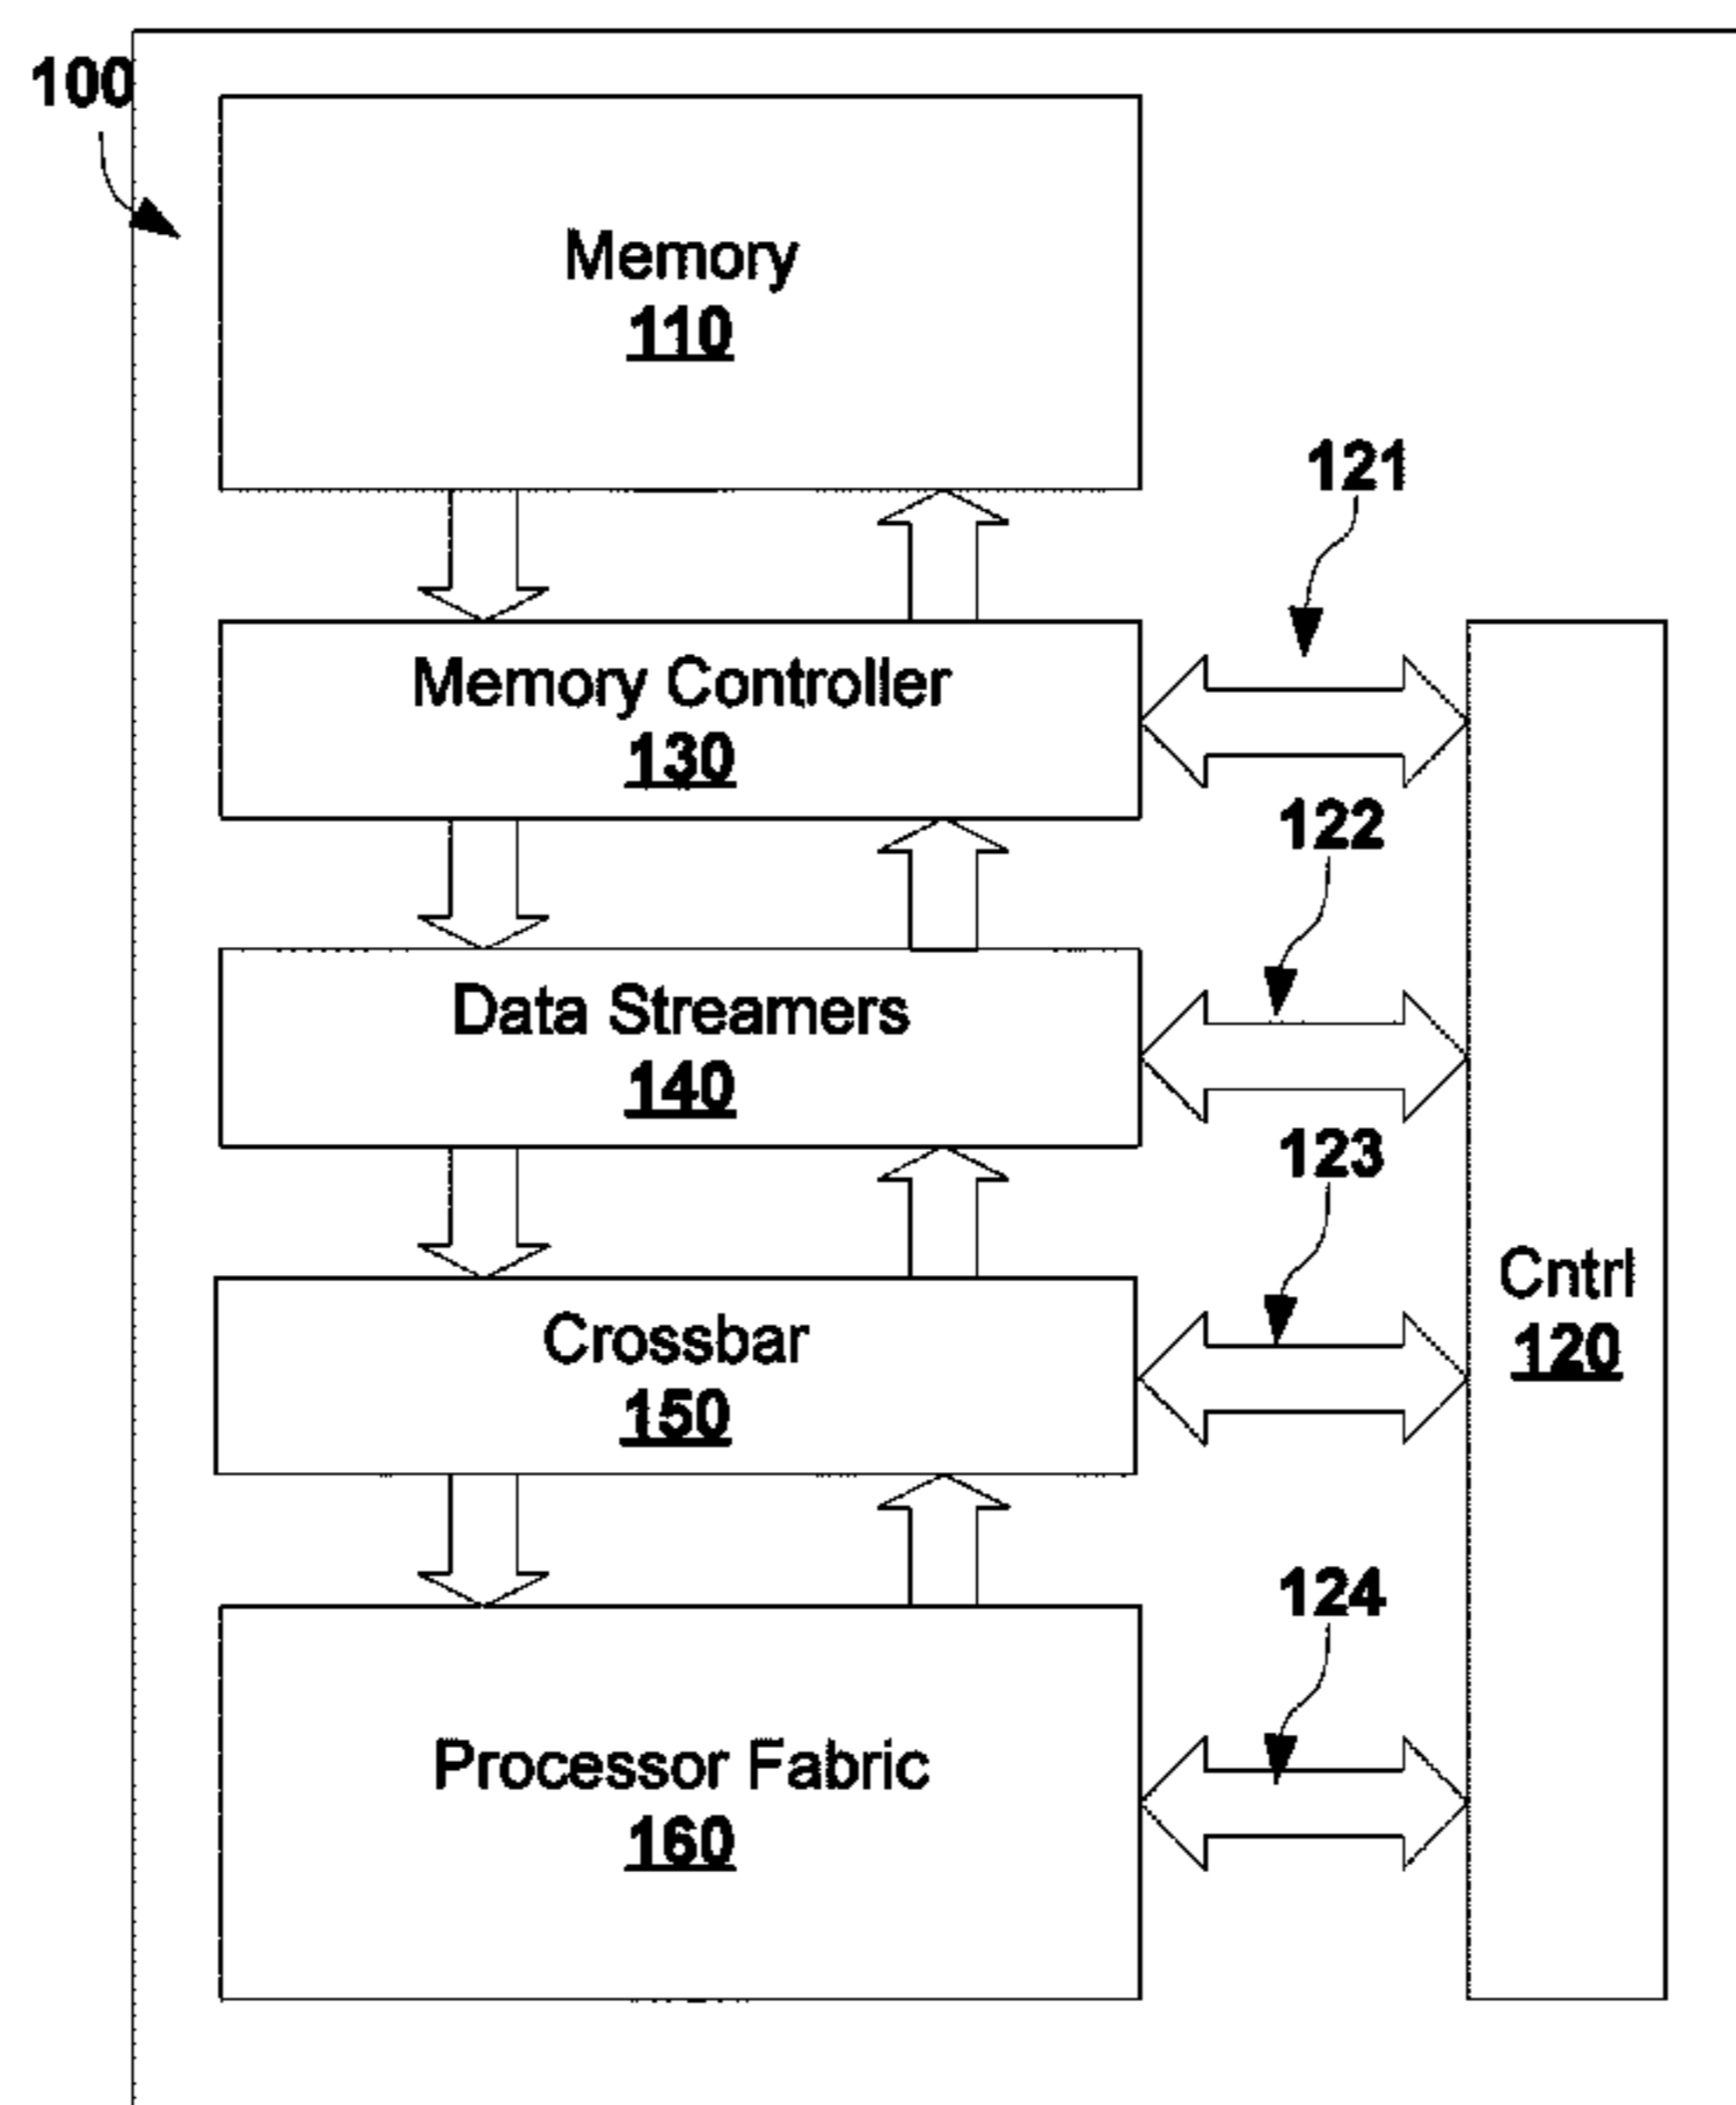 100
Memory
110
121
Memory Controller
130
122
Data Streamers
140
123
Cntrl
120
Crossbar
150
124
Processor Fabric
160